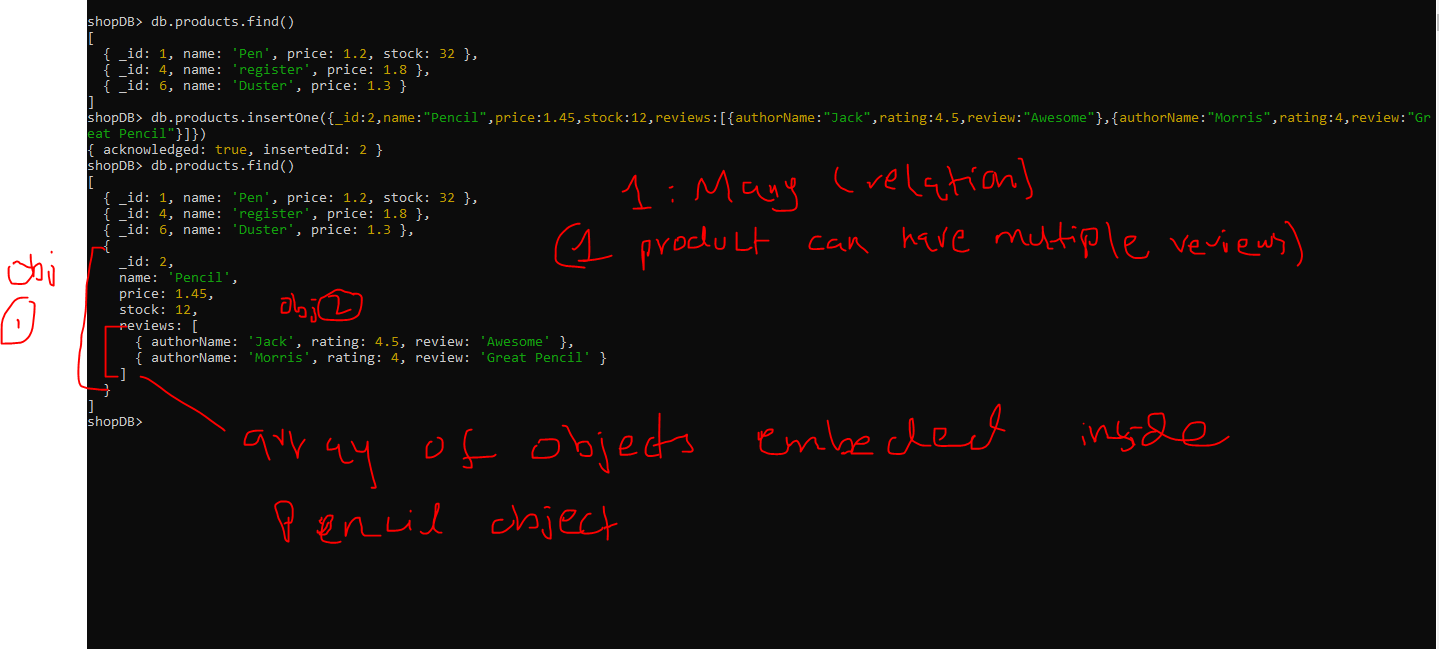 shopDB> db.products.find()
[
  { _id: 1, name: 'Pen', price: 1.2, stock: 32 },
  { _id: 4, name: 'register', price: 1.8 },
  { _id: 6, name: 'Duster', price: 1.3 }
]
shopDB> db.products.insertOne({_id:2,name:"Pencil",price:1.45,stock:12,reviews:[{authorName:"Jack",rating:4.5,review:"Awesome"},{authorName:"Morris",rating:4,review:"Gr
eat Pencil"}]})
{ acknowledged: true, insertedId: 2 }
shopDB> db.products.find()
[
  { _id: 1, name: 'Pen', price: 1.2, stock: 32 },
  { _id: 4, name: 'register', price: 1.8 },
  { _id: 6, name: 'Duster', price: 1.3 },
  {
    _id: 2,
    name: 'Pencil',
    price: 1.45,
    stock: 12,
    reviews: [
      { authorName: 'Jack', rating: 4.5, review: 'Awesome' },
      { authorName: 'Morris', rating: 4, review: 'Great Pencil' }
    ]
  }
]
shopDB>
1 : Many (relation)
(1 product can have multiple reviews)
obj
1
obj 2
array of objects embeded inside
Pencil object